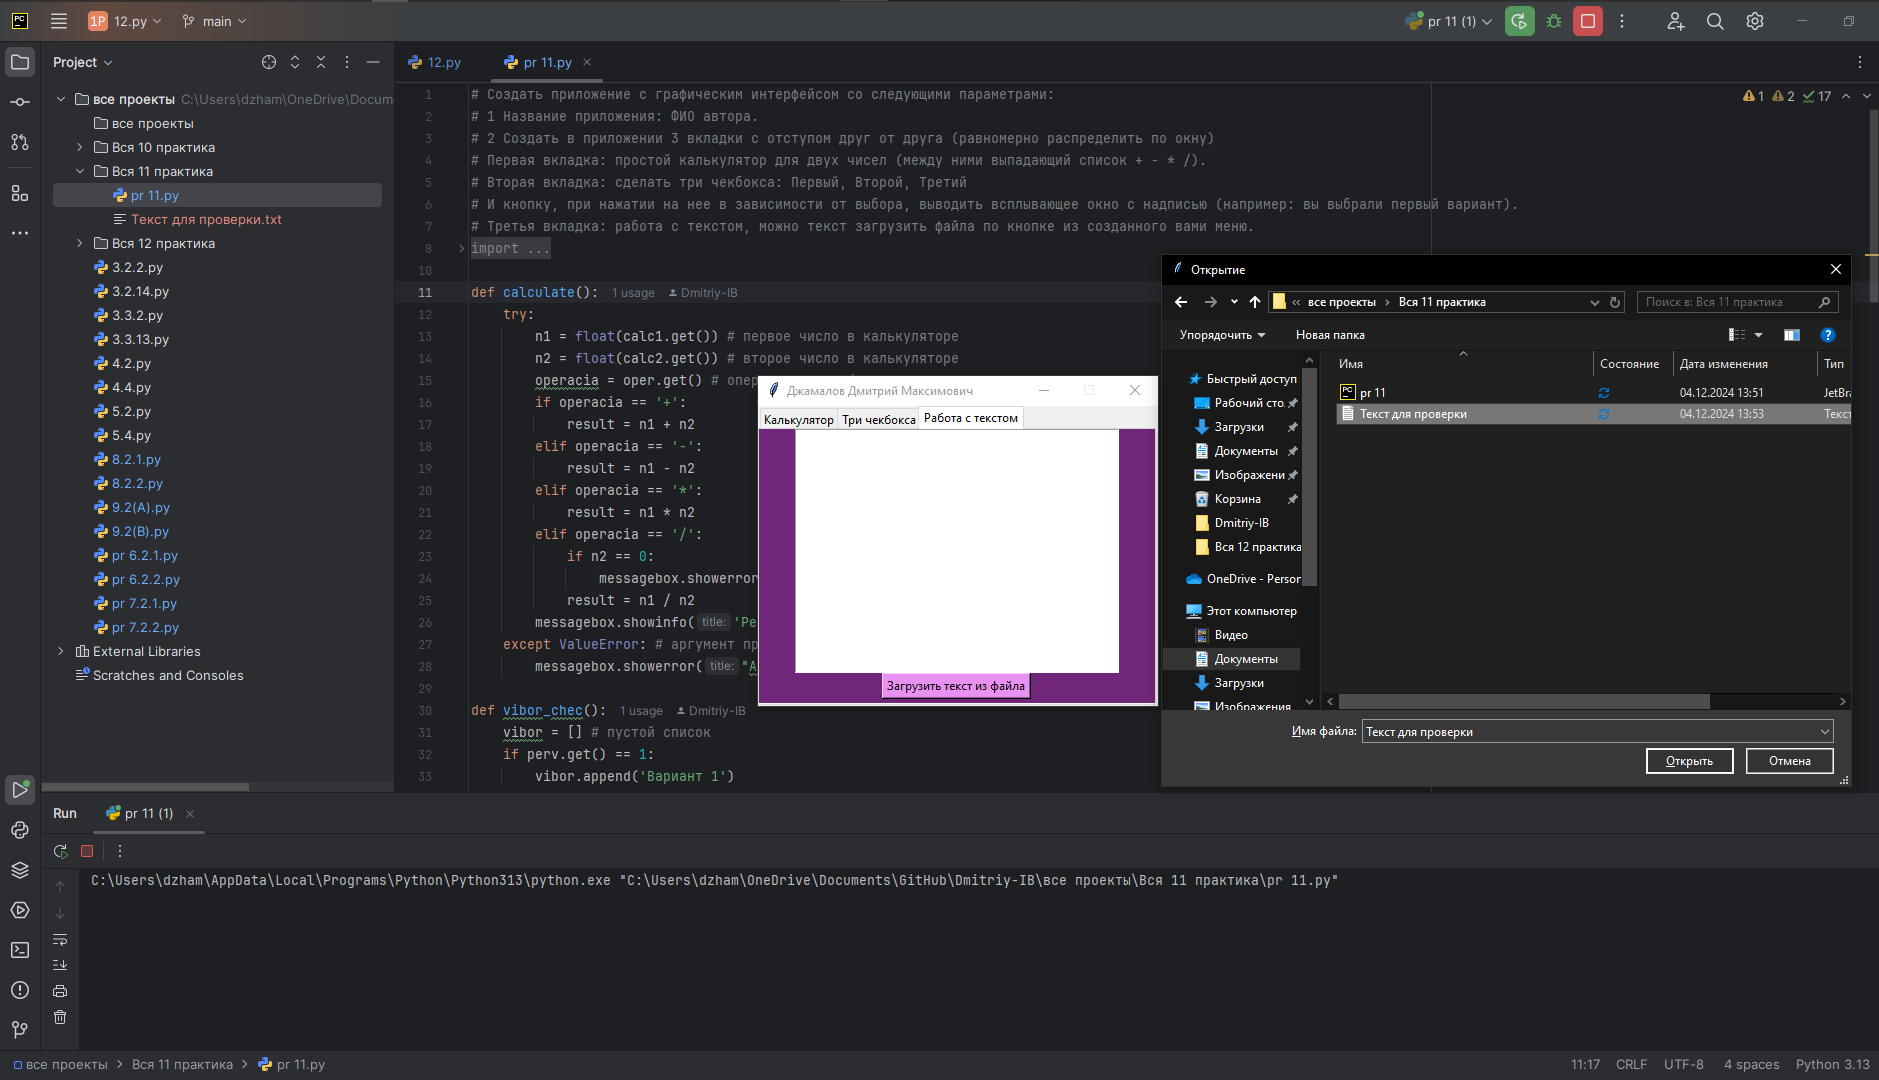 PC
1P 12.py
main
pr 11 (1)
Project
все проекты C:\Users\dzham\OneDrive\Docum
все проекты
Вся 10 практика
Вся 11 практика
pr 11.py
Текст для проверки.txt
Вся 12 практика
3.2.2.py
3.2.14.py
3.3.2.py
3.3.13.py
4.2.py
4.4.py
5.2.py
5.4.py
8.2.1.py
8.2.2.py
9.2(A).py
9.2(B).py
pr 6.2.1.py
pr 6.2.2.py
pr 7.2.1.py
pr 7.2.2.py
External Libraries
Scratches and Consoles
12.py
pr 11.py
1 2 17
1 # Создать приложение с графическим интерфейсом со следующими параметрами:
2 # 1 Название приложения: ФИО автора.
3 # 2 Создать в приложении 3 вкладки с отступом друг от друга (равномерно распределить по окну)
4 # Первая вкладка: простой калькулятор для двух чисел (между ними выпадающий список + - * /).
5 # Вторая вкладка: сделать три чекбокса: Первый, Второй, Третий
6 # И кнопку, при нажатии на нее в зависимости от выбора, выводить всплывающее окно с надписью (например: вы выбрали первый вариант).
7 # Третья вкладка: работа с текстом, можно текст загрузить файла по кнопке из созданного вами меню.
8 import ...
10
11 def calculate(): 1 usage Dmitriy-IB
12 try:
13 n1 = float(calc1.get()) # первое число в калькуляторе
14 n2 = float(calc2.get()) # второе число в калькуляторе
15 operacia = oper.get() # опер
16 if operacia == '+':
17 result = n1 + n2
18 elif operacia == '-':
19 result = n1 - n2
20 elif operacia == '*':
21 result = n1 * n2
22 elif operacia == '/':
23 if n2 == 0:
24 messagebox.showerror
25 result = n1 / n2
26 messagebox.showinfo( title: 'Ре
27 except ValueError: # аргумент пр
28 messagebox.showerror( title: "А
29
30 def vibor_chec(): 1 usage Dmitriy-IB
31 vibor = [] # пустой список
32 if perv.get() == 1:
33 vibor.append('Вариант 1')
Джамалов Дмитрий Максимович
Калькулятор Три чекбокса Работа с текстом
Загрузить текст из файла
Открытие
« все проекты Вся 11 практика
Поиск в: Вся 11 практика
Упорядочить Новая папка
?
Быстрый доступ
Рабочий сто.
Загрузки
Документы
Изображени
Корзина
Dmitriy-IB
Вся 12 практика
OneDrive - Person
Этот компьютер
Видео
Документы
Загрузки
Изображения
Имя Состояние Дата изменения Тип
pr 11 04.12.2024 13:51 JetBra
Текст для проверки 04.12.2024 13:53 Текст
Имя файла: Текст для проверки
Открыть Отмена
Run pr 11 (1)
C:\Users\dzham\AppData\Local\Programs\Python\Python313\python.exe "C:\Users\dzham\OneDrive\Documents\GitHub\Dmitriy-IB\все проекты\Вся 11 практика\pr 11.py"
все проекты Вся 11 практика pr 11.py
11:17 CRLF UTF-8 4 spaces Python 3.13